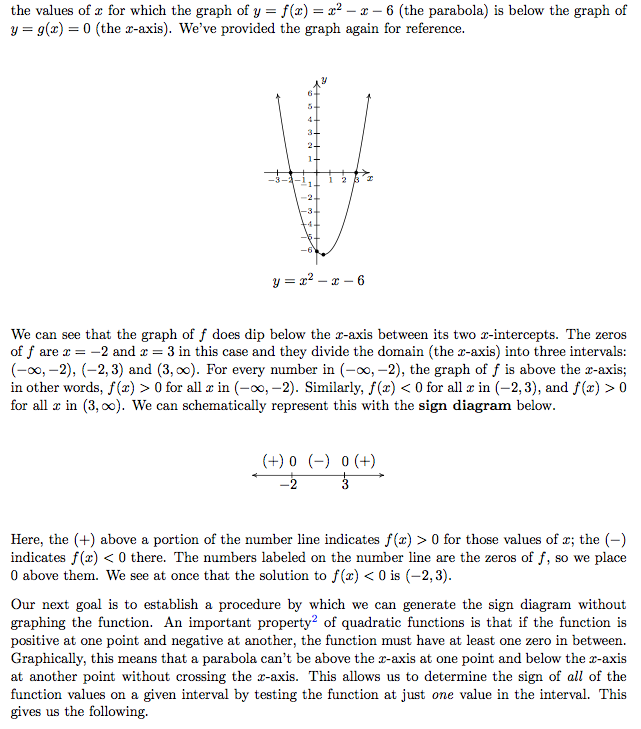 the values of x for which the graph of y = f(x) = x² − x − 6 (the parabola) is below the graph of
y = g(x) = 0 (the x-axis). We've provided the graph again for reference.
y
6
5
4
3
2
1
−3 −2 −1 1 2 3 x
−1
−2
−3
−4
−5
−6
y = x² − x − 6
We can see that the graph of f does dip below the x-axis between its two x-intercepts. The zeros
of f are x = −2 and x = 3 in this case and they divide the domain (the x-axis) into three intervals:
(−∞, −2), (−2, 3) and (3, ∞). For every number in (−∞, −2), the graph of f is above the x-axis;
in other words, f(x) > 0 for all x in (−∞, −2). Similarly, f(x) < 0 for all x in (−2, 3), and f(x) > 0
for all x in (3, ∞). We can schematically represent this with the sign diagram below.
(+) 0 (−) 0 (+)
−2 3
Here, the (+) above a portion of the number line indicates f(x) > 0 for those values of x; the (−)
indicates f(x) < 0 there. The numbers labeled on the number line are the zeros of f, so we place
0 above them. We see at once that the solution to f(x) < 0 is (−2, 3).
Our next goal is to establish a procedure by which we can generate the sign diagram without
graphing the function. An important property² of quadratic functions is that if the function is
positive at one point and negative at another, the function must have at least one zero in between.
Graphically, this means that a parabola can't be above the x-axis at one point and below the x-axis
at another point without crossing the x-axis. This allows us to determine the sign of all of the
function values on a given interval by testing the function at just one value in the interval. This
gives us the following.